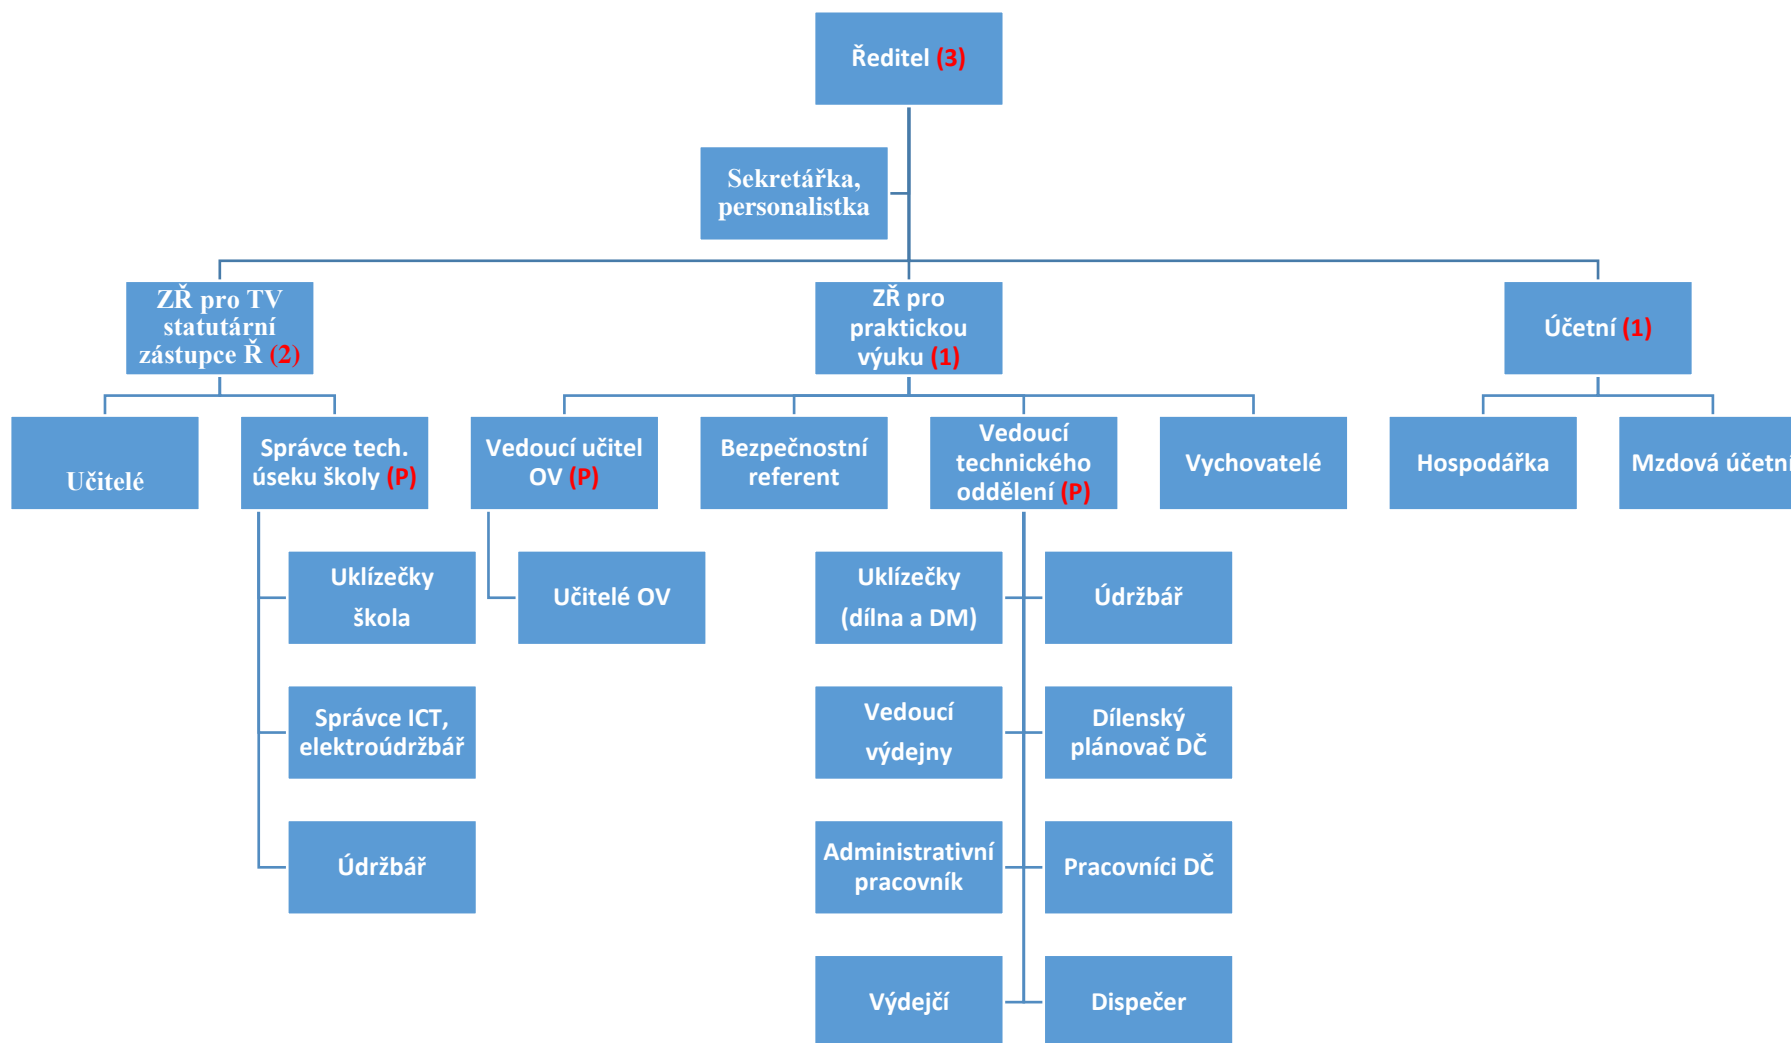 Ředitel (3)
Sekretářka,
personalistka
ZŘ pro TV
statutární
zástupce Ř (2)
ZŘ pro
praktickou
výuku (1)
Účetní (1)
Učitelé
Správce tech.
úseku školy (P)
Vedoucí učitel
OV (P)
Bezpečnostní
referent
Vedoucí
technického
oddělení (P)
Vychovatelé
Hospodářka
Mzdová účetní
Uklízečky
škola
Učitelé OV
Uklízečky
(dílna a DM)
Údržbář
Správce ICT,
elektroúdržbář
Vedoucí
výdejny
Dílenský
plánovač DČ
Údržbář
Administrativní
pracovník
Pracovníci DČ
Výdejčí
Dispečer